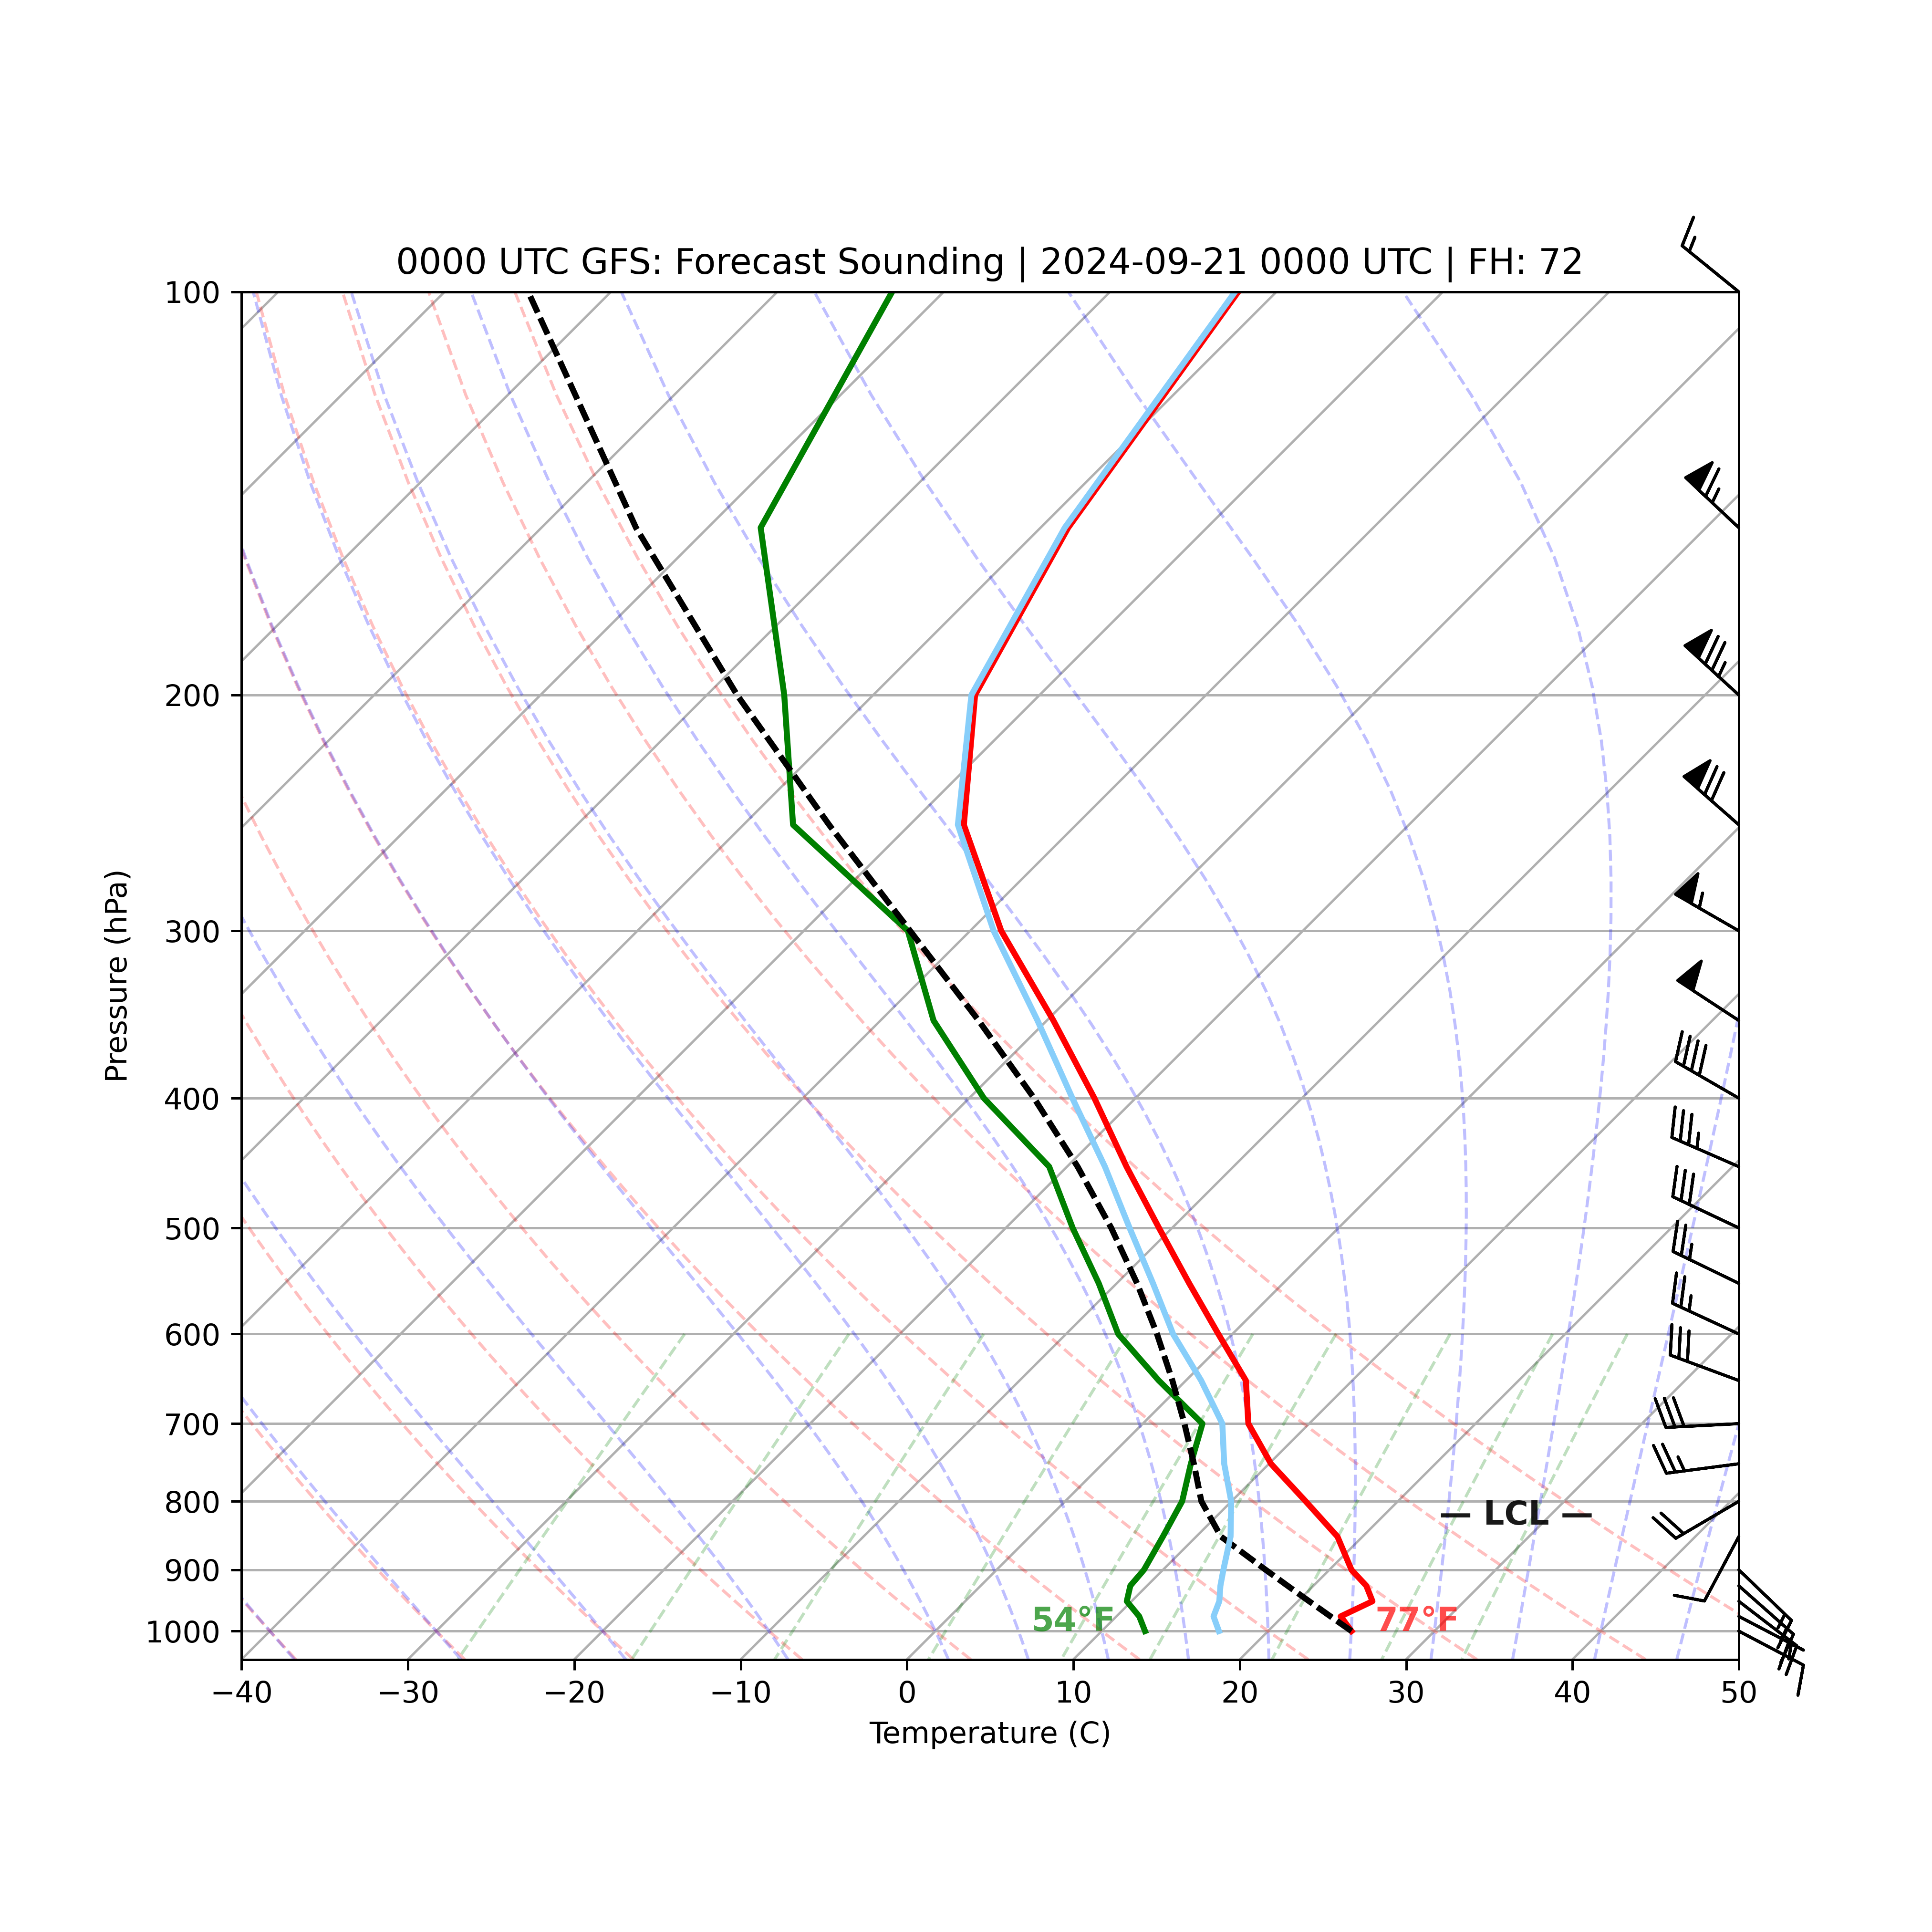 0000 UTC GFS: Forecast Sounding | 2024-09-21 0000 UTC | FH: 72
100
200
300
400
500
600
700
800
900
1000
Pressure (hPa)
— LCL —
54°F
77°F
−40 −30 −20 −10 0 10 20 30 40 50
Temperature (C)